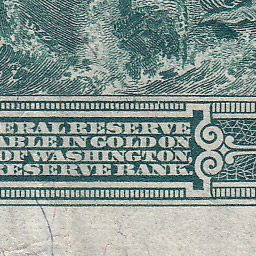 ERAL RESERVE
ABLE IN GOLD ON
OF WASHINGTON,
RESERVE BANK.